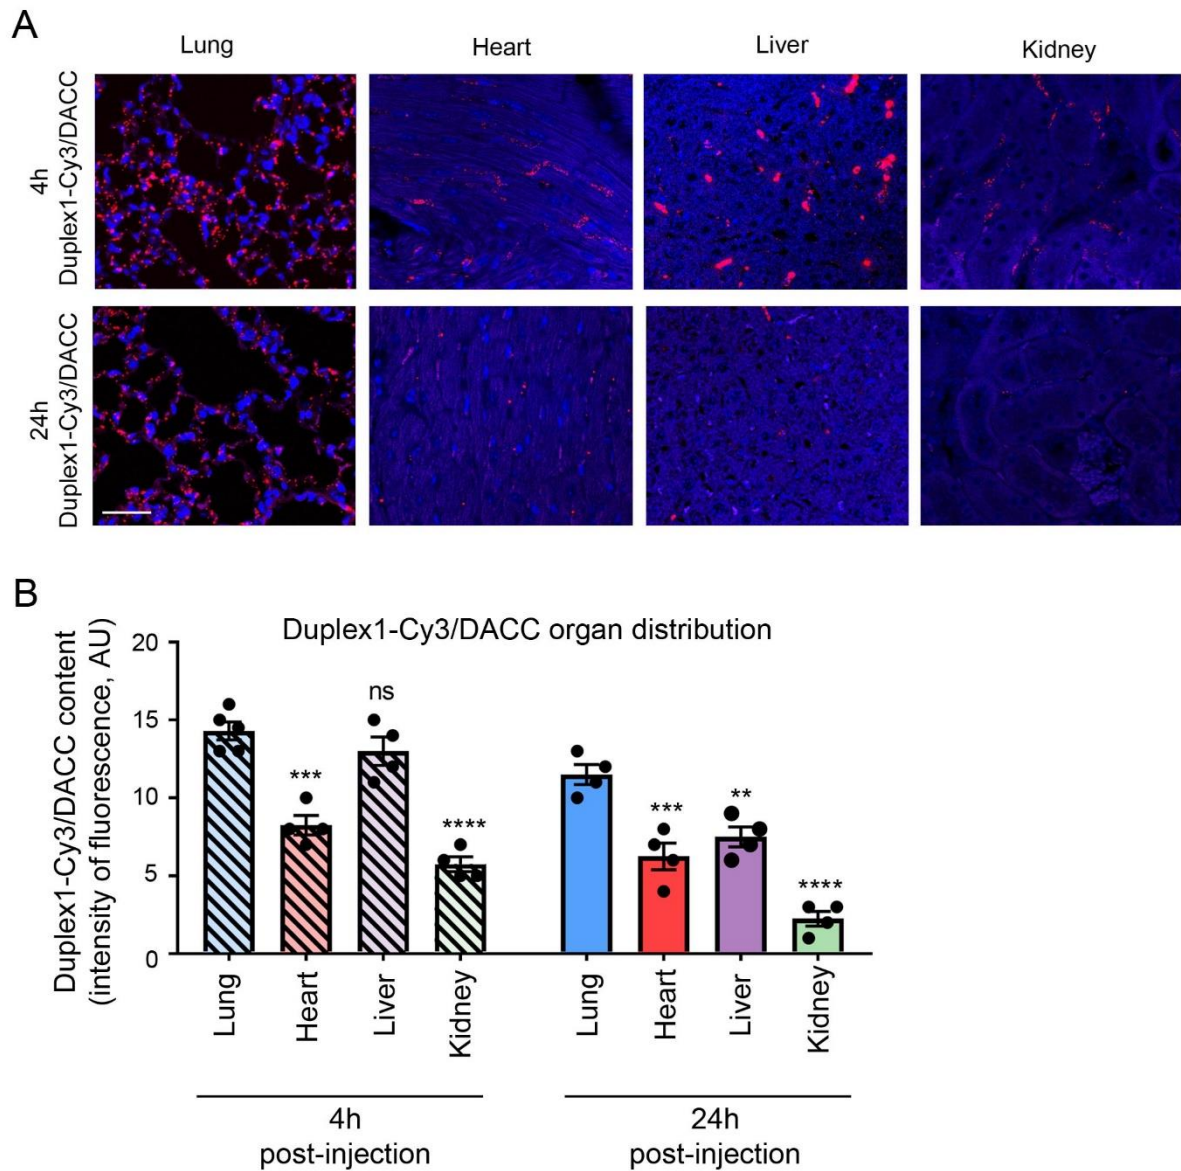 A
Lung
Heart
Liver
Kidney
4h
Duplex1-Cy3/DACC
24h
Duplex1-Cy3/DACC
B
Duplex1-Cy3/DACC organ distribution
Duplex1-Cy3/DACC content
(intensity of fluorescence, AU)
20
15
10
5
0
***
ns
****
***
**
****
Lung
Heart
Liver
Kidney
Lung
Heart
Liver
Kidney
4h
post-injection
24h
post-injection